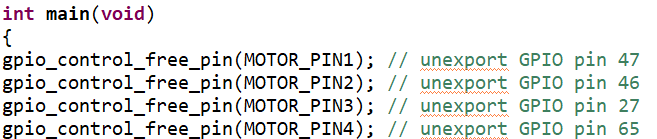 int main(void)
{
gpio_control_free_pin(MOTOR_PIN1); // unexport GPIO pin 47
gpio_control_free_pin(MOTOR_PIN2); // unexport GPIO pin 46
gpio_control_free_pin(MOTOR_PIN3); // unexport GPIO pin 27
gpio_control_free_pin(MOTOR_PIN4); // unexport GPIO pin 65